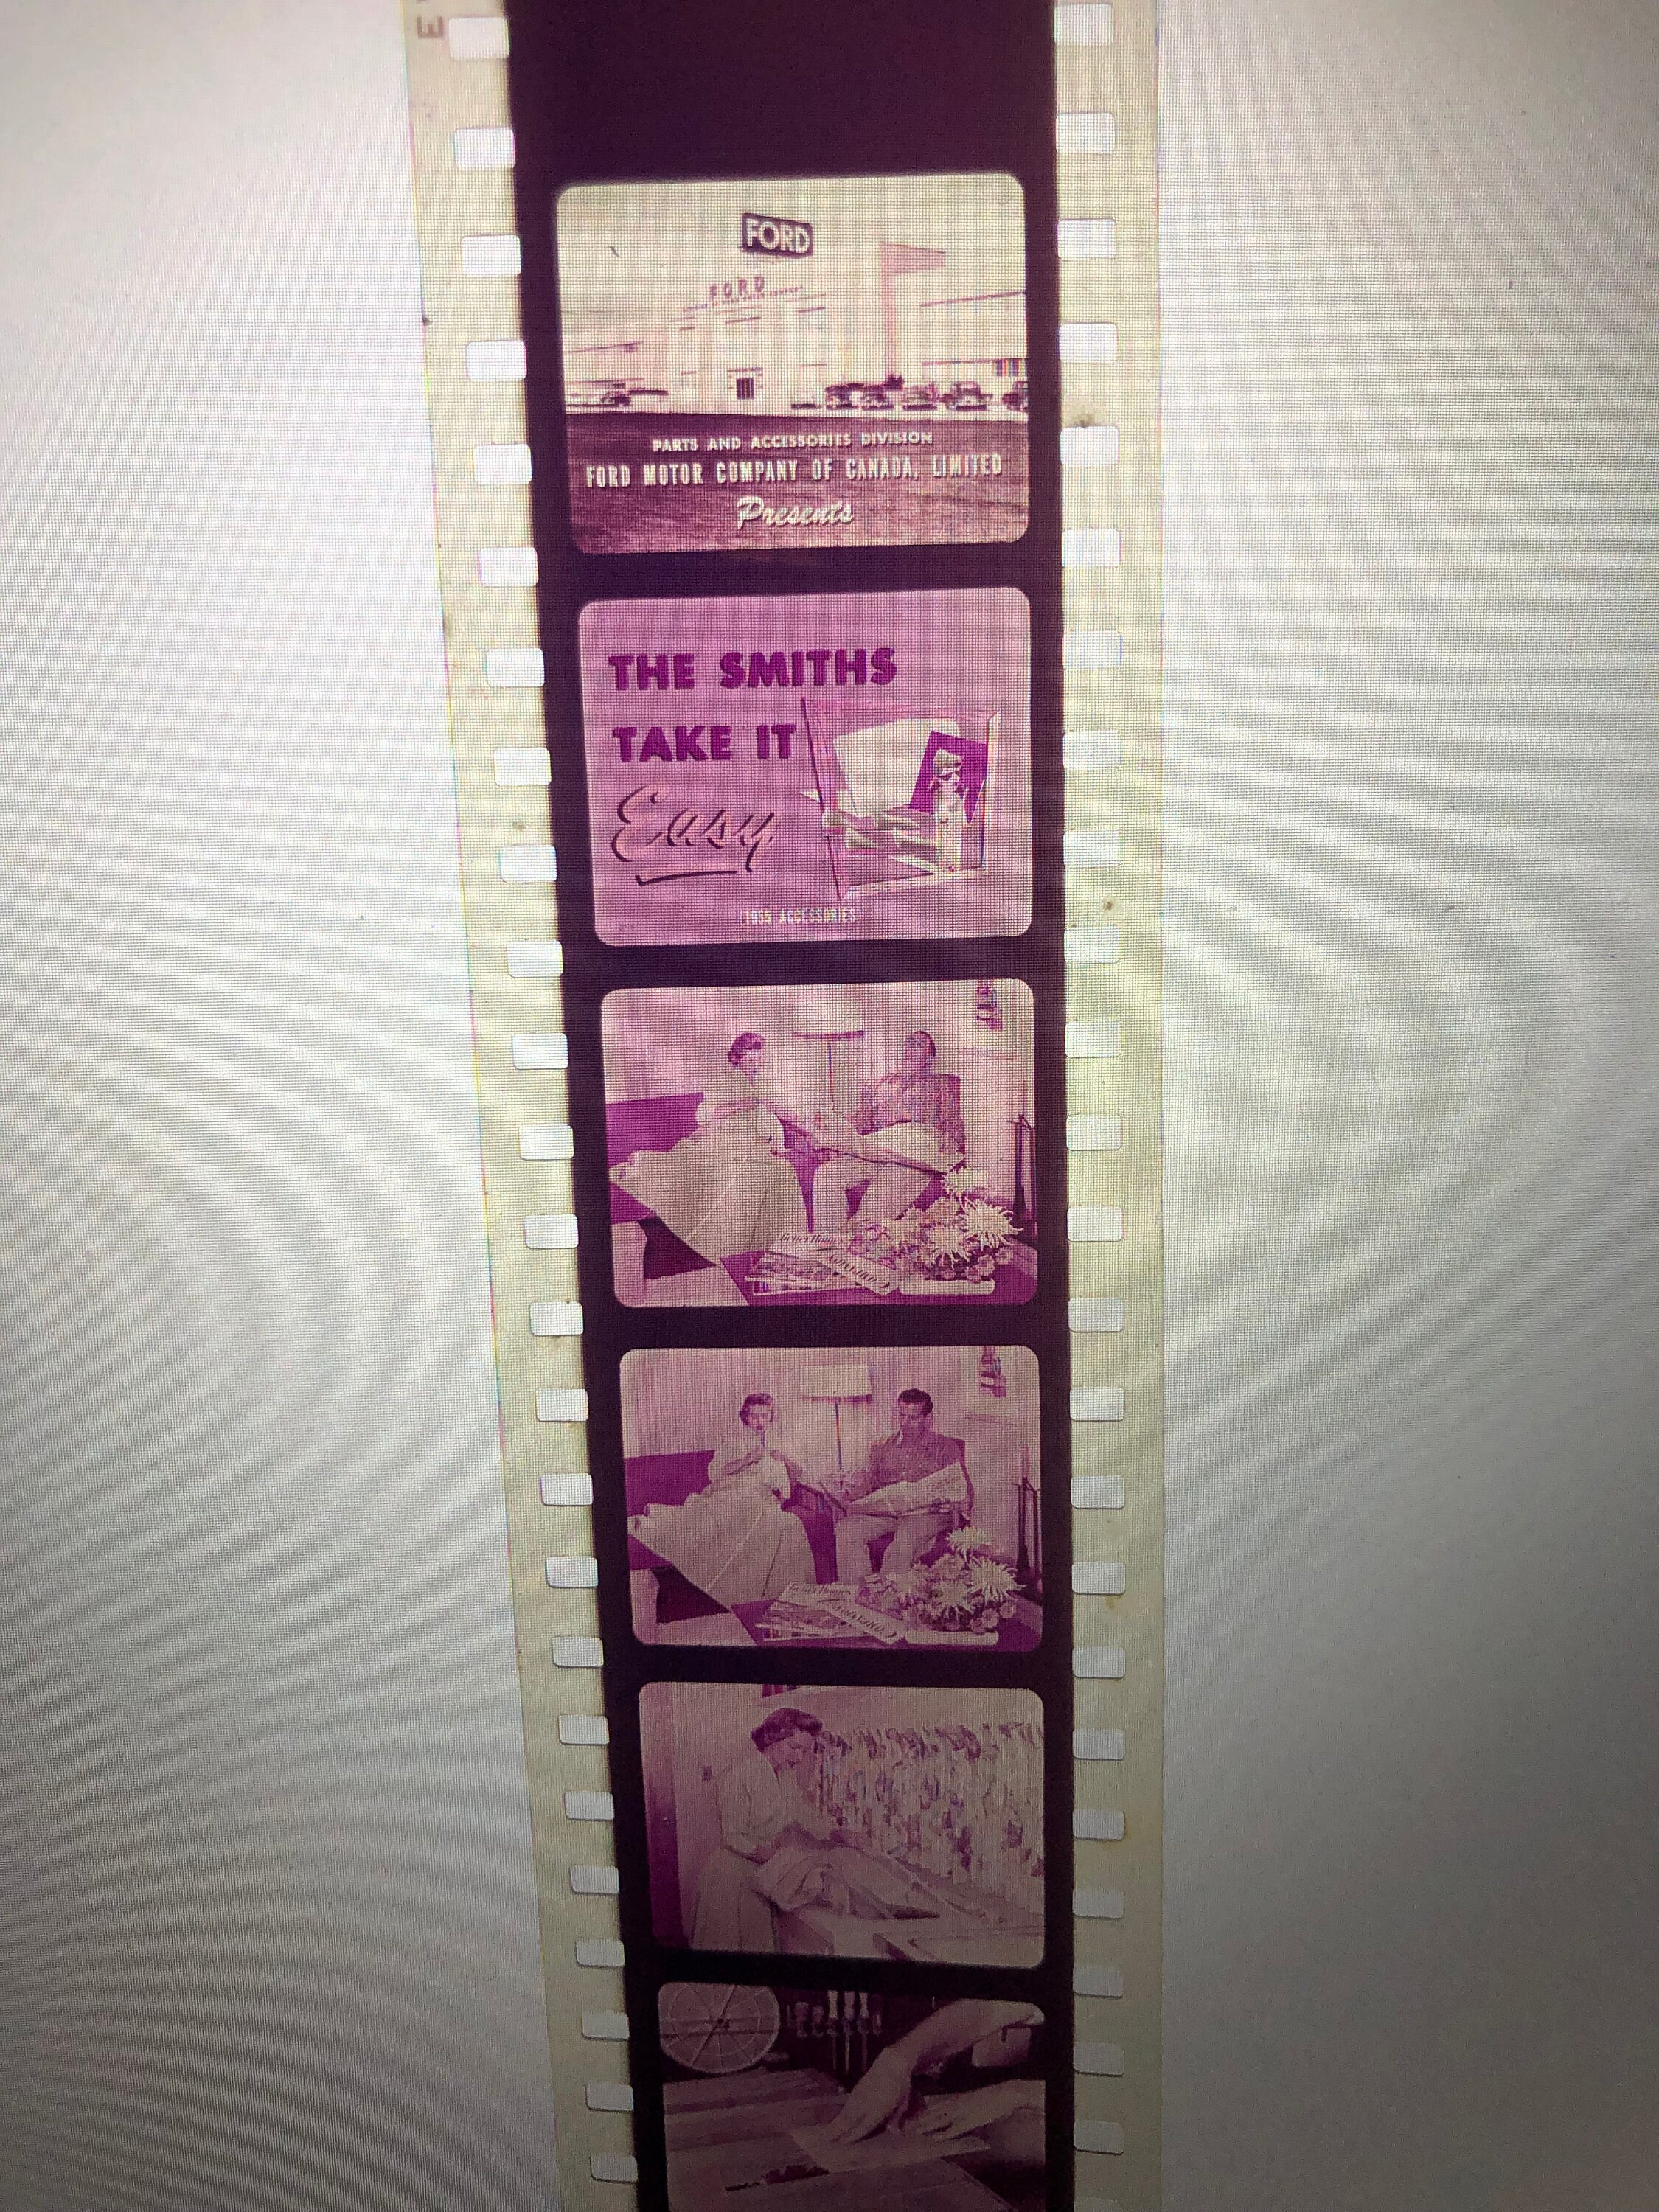 FORD
FORD
PARTS AND ACCESSORIES DIVISION
FORD MOTOR COMPANY OF CANADA, LIMITED
Presents
THE SMITHS
TAKE IT
Easy
(1955 ACCESSORIES)